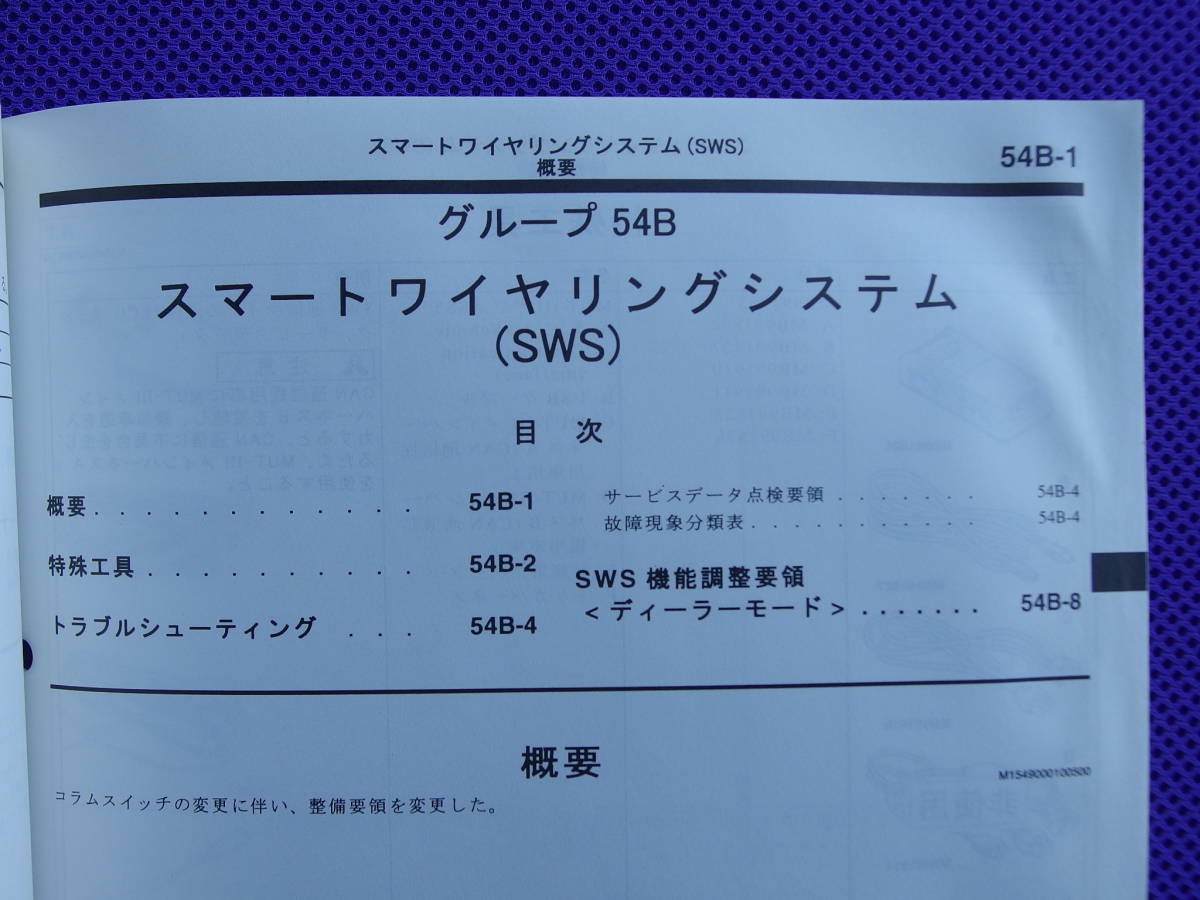 スマートワイヤリングシステム(SWS)
概要
54B-1
グループ 54B
スマートワイヤリングシステム
(SWS)
目 次
概要 . . . . . . . . . . . . 54B-1
特殊工具 . . . . . . . . . . 54B-2
トラブルシューティング . . . 54B-4
サービスデータ点検要領 . . . . . . . 54B-4
故障現象分類表 . . . . . . . . . . . 54B-4
SWS 機能調整要領
<ディーラーモード> . . . . . . . 54B-8
概要
M1549000100500
コラムスイッチの変更に伴い、整備要領を変更した。